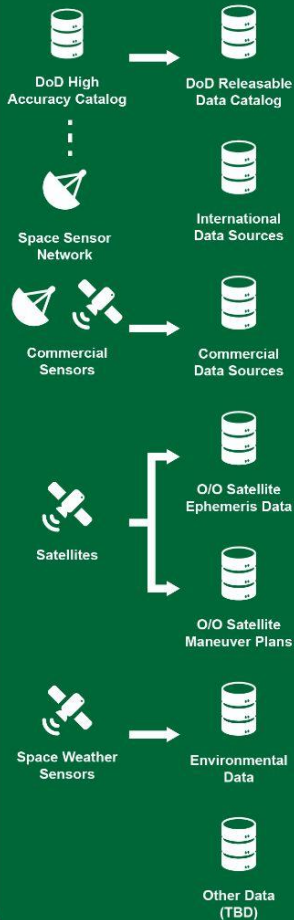 DoD High
Accuracy Catalog
DoD Releasable
Data Catalog
Space Sensor
Network
International
Data Sources
Commercial
Sensors
Commercial
Data Sources
Satellites
O/O Satellite
Ephemeris Data
O/O Satellite
Maneuver Plans
Space Weather
Sensors
Environmental
Data
Other Data
(TBD)